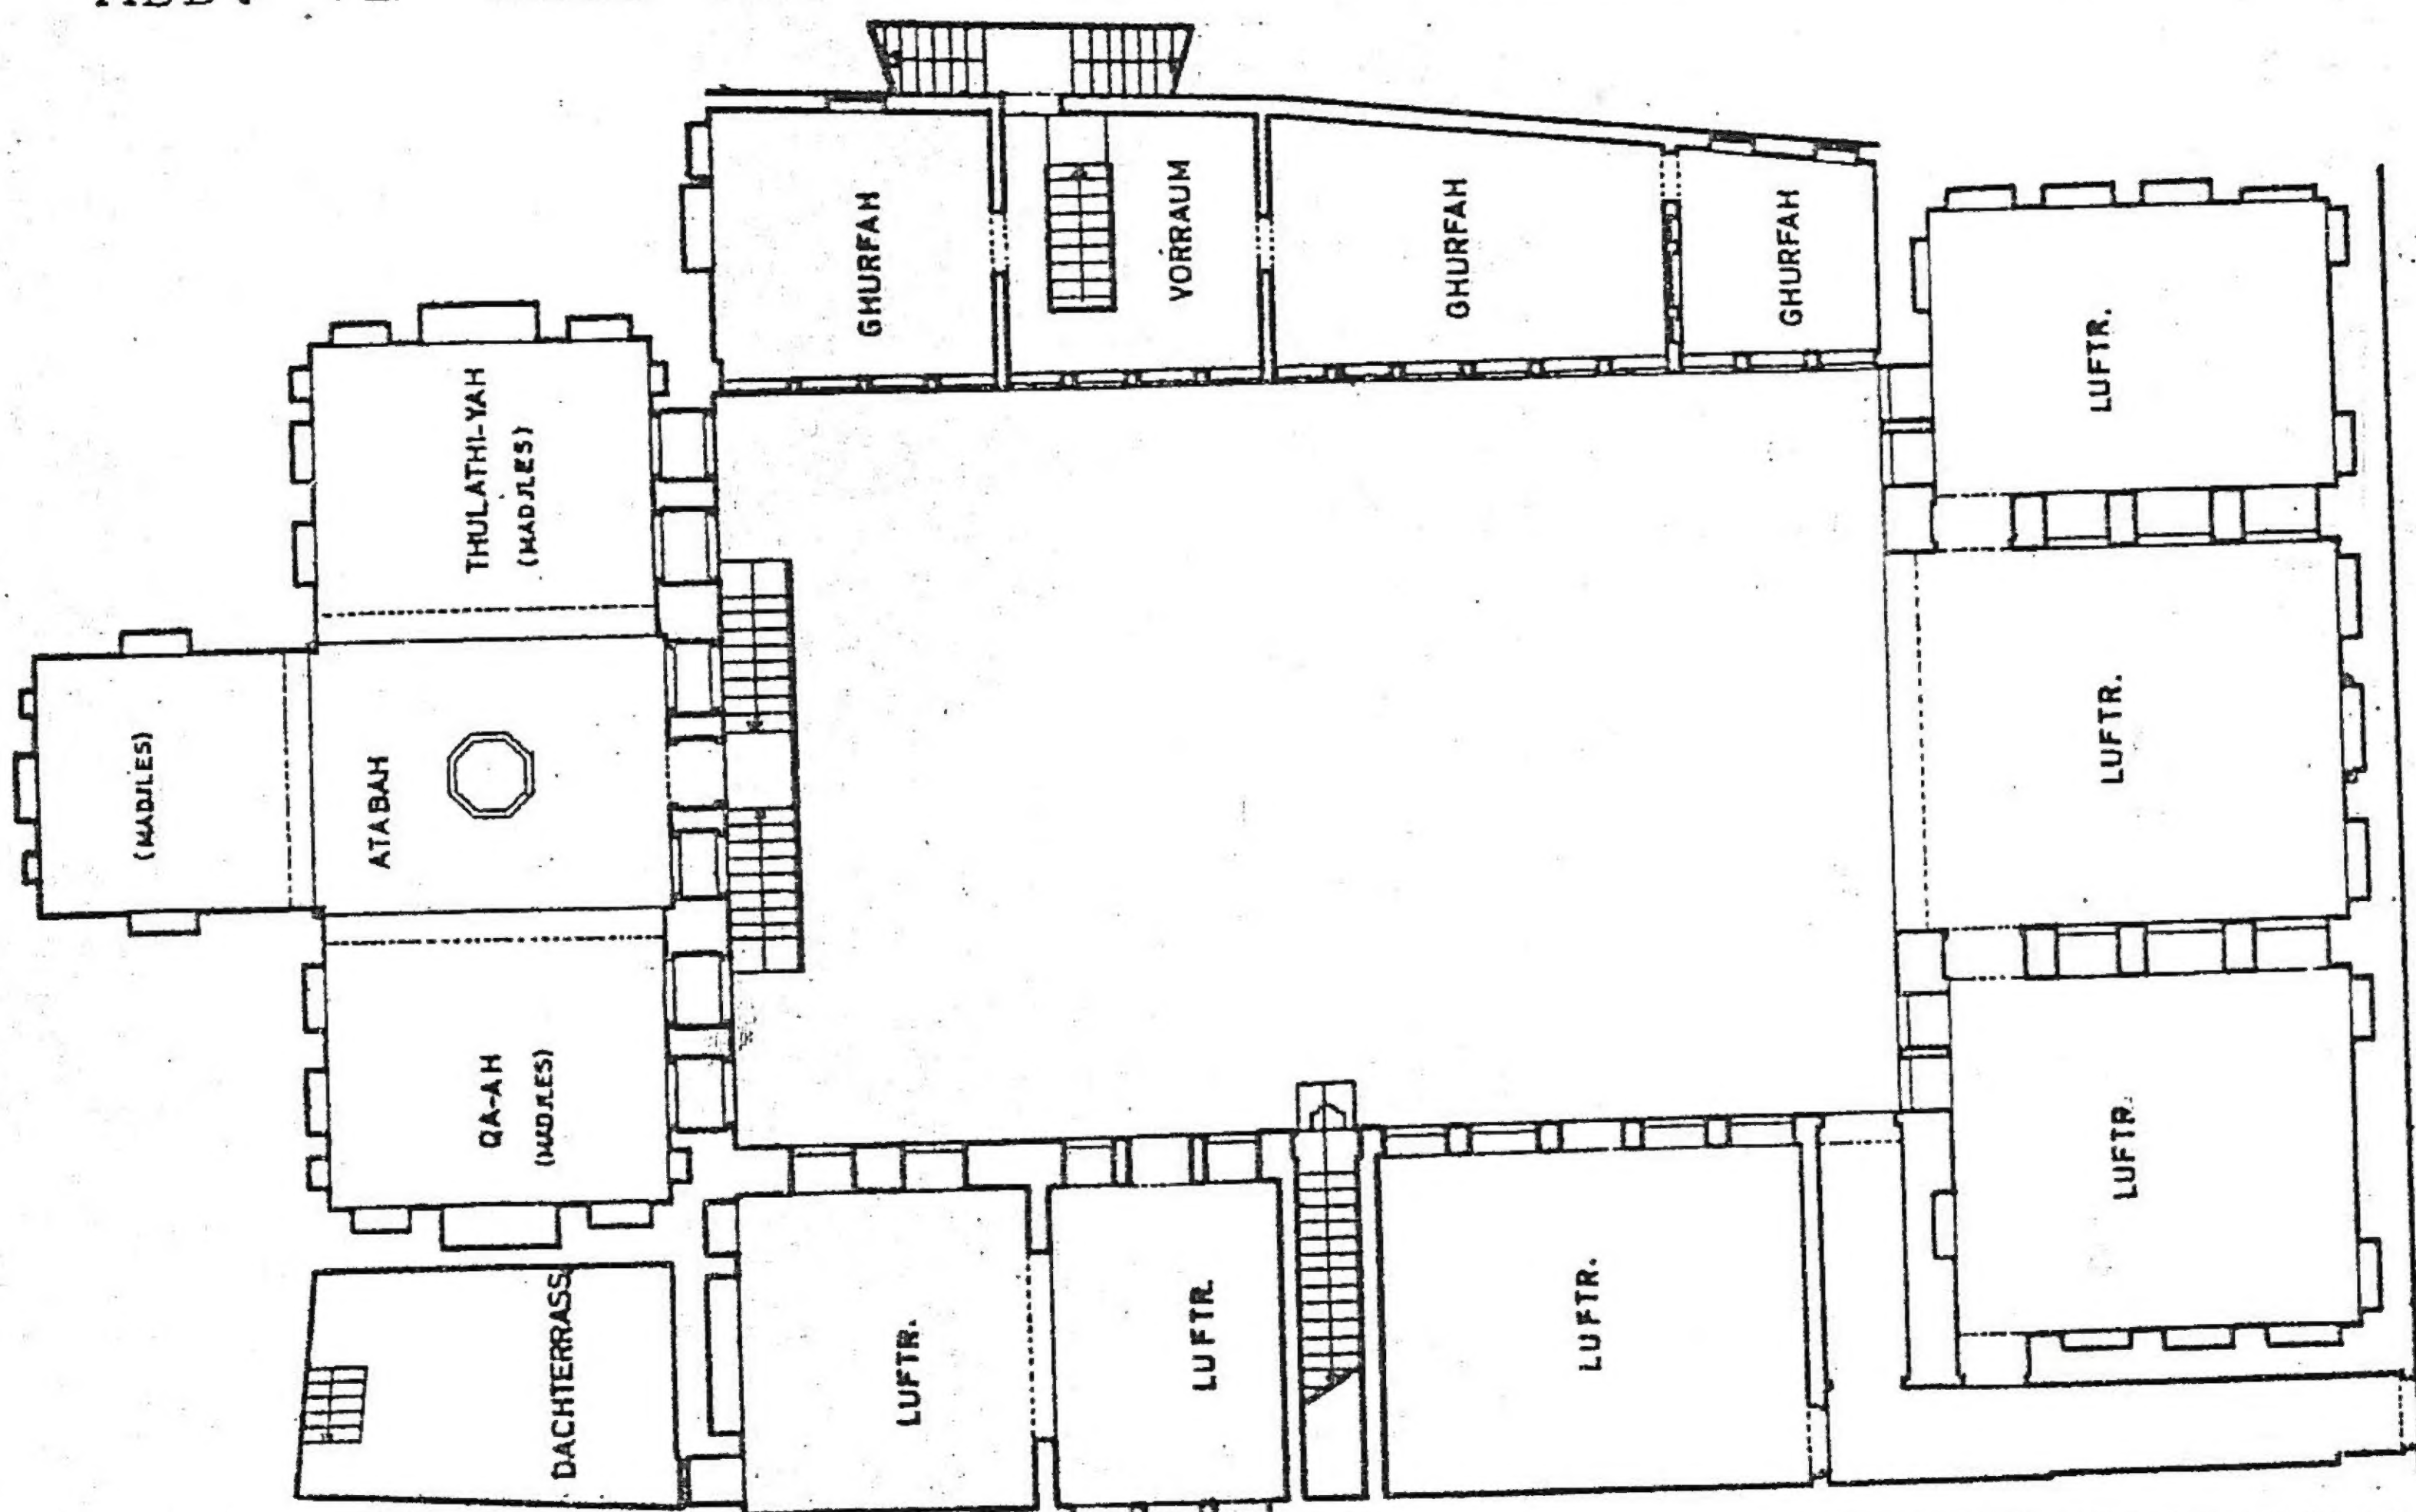 GHURFAH
VORRAUM
GHURFAH
GHURFAH
LUFTR.
THULATHI-YAH
(MADJLES)
(MADJLES)
ATABAH
LUFTR.
QA-AH
(MADJLES)
LUFTR.
DACHTERRASS.
LUFTR.
LUFTR.
LUFTR.